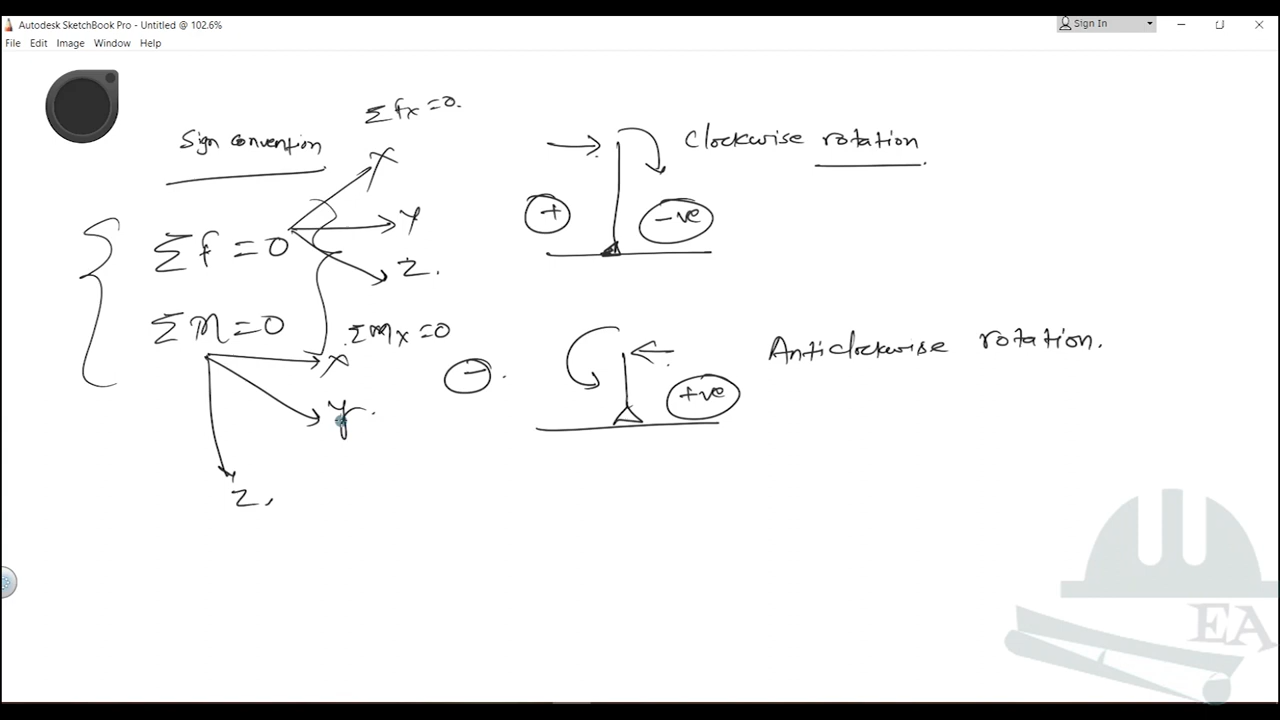 Autodesk SketchBook Pro - Untitled @ 102.6%
Sign In
File Edit Image Window Help
Σfx=0.
Sign convention
X
Y
Z.
Σf=0
Σm=0
Σmx=0
X
Y.
Z.
Clockwise rotation.
+
-ve
-
Anticlockwise rotation.
+ve
EA